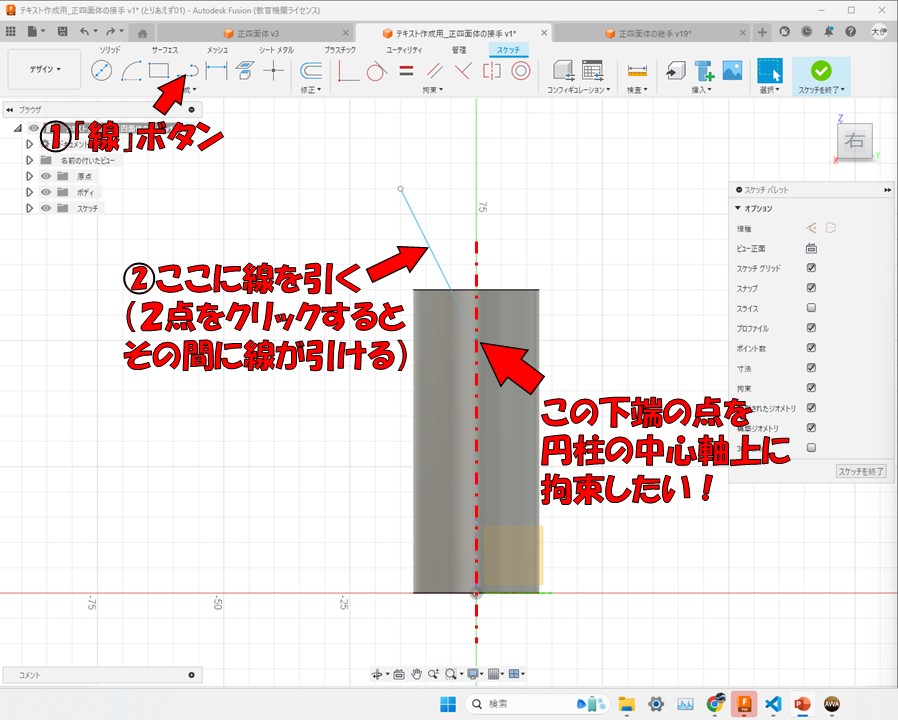 テキスト作成用_正四面体の接手 v1* (とりあえず01) - Autodesk Fusion (教育機関ライセンス)
正四面体 v3
テキスト作成用_正四面体の接手 v1*
正四面体の継手 v19*
大伊
デザイン
ソリッド サーフェス メッシュ シート メタル プラスチック ユーティリティ 管理 スケッチ
修正 拘束 コンフィギュレーション 検査 挿入 選択 スケッチを終了
ブラウザ
①「線」ボタン
名前の付いたビュー
原点
ボディ
スケッチ
Z
右
X
Y
75
②ここに線を引く
(２点をクリックすると
その間に線が引ける)
この下端の点を
円柱の中心軸上に
拘束したい！
スケッチ パレット
オプション
線種
ビュー正面
スケッチ グリッド
スナップ
スライス
プロファイル
ポイント数
寸法
拘束
構築ジオメトリ
スケッチを終了
-75
-50
-25
コメント
検索
AWA